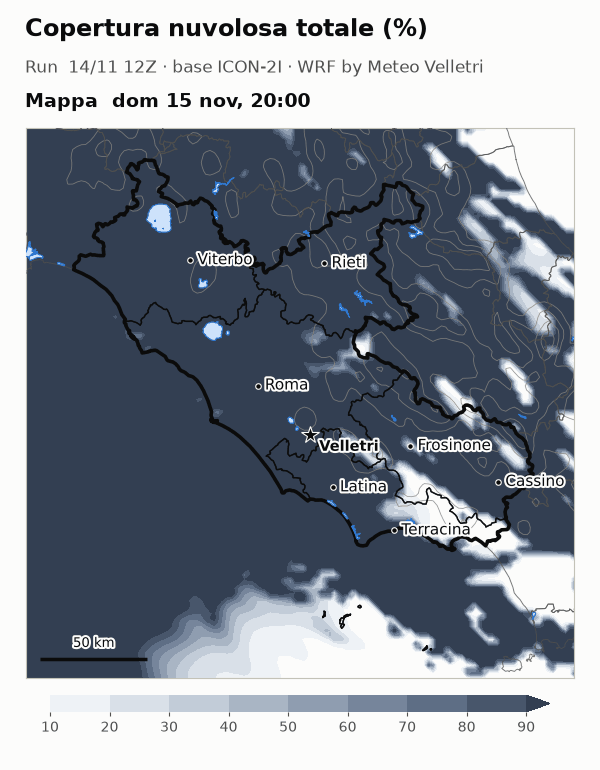 Copertura nuvolosa totale (%)
Run  14/11 12Z · base ICON-2I · WRF by Meteo Velletri
Mappa  dom 15 nov, 20:00
Viterbo
Rieti
Roma
Velletri
Frosinone
Latina
Cassino
Terracina
50 km
10 20 30 40 50 60 70 80 90